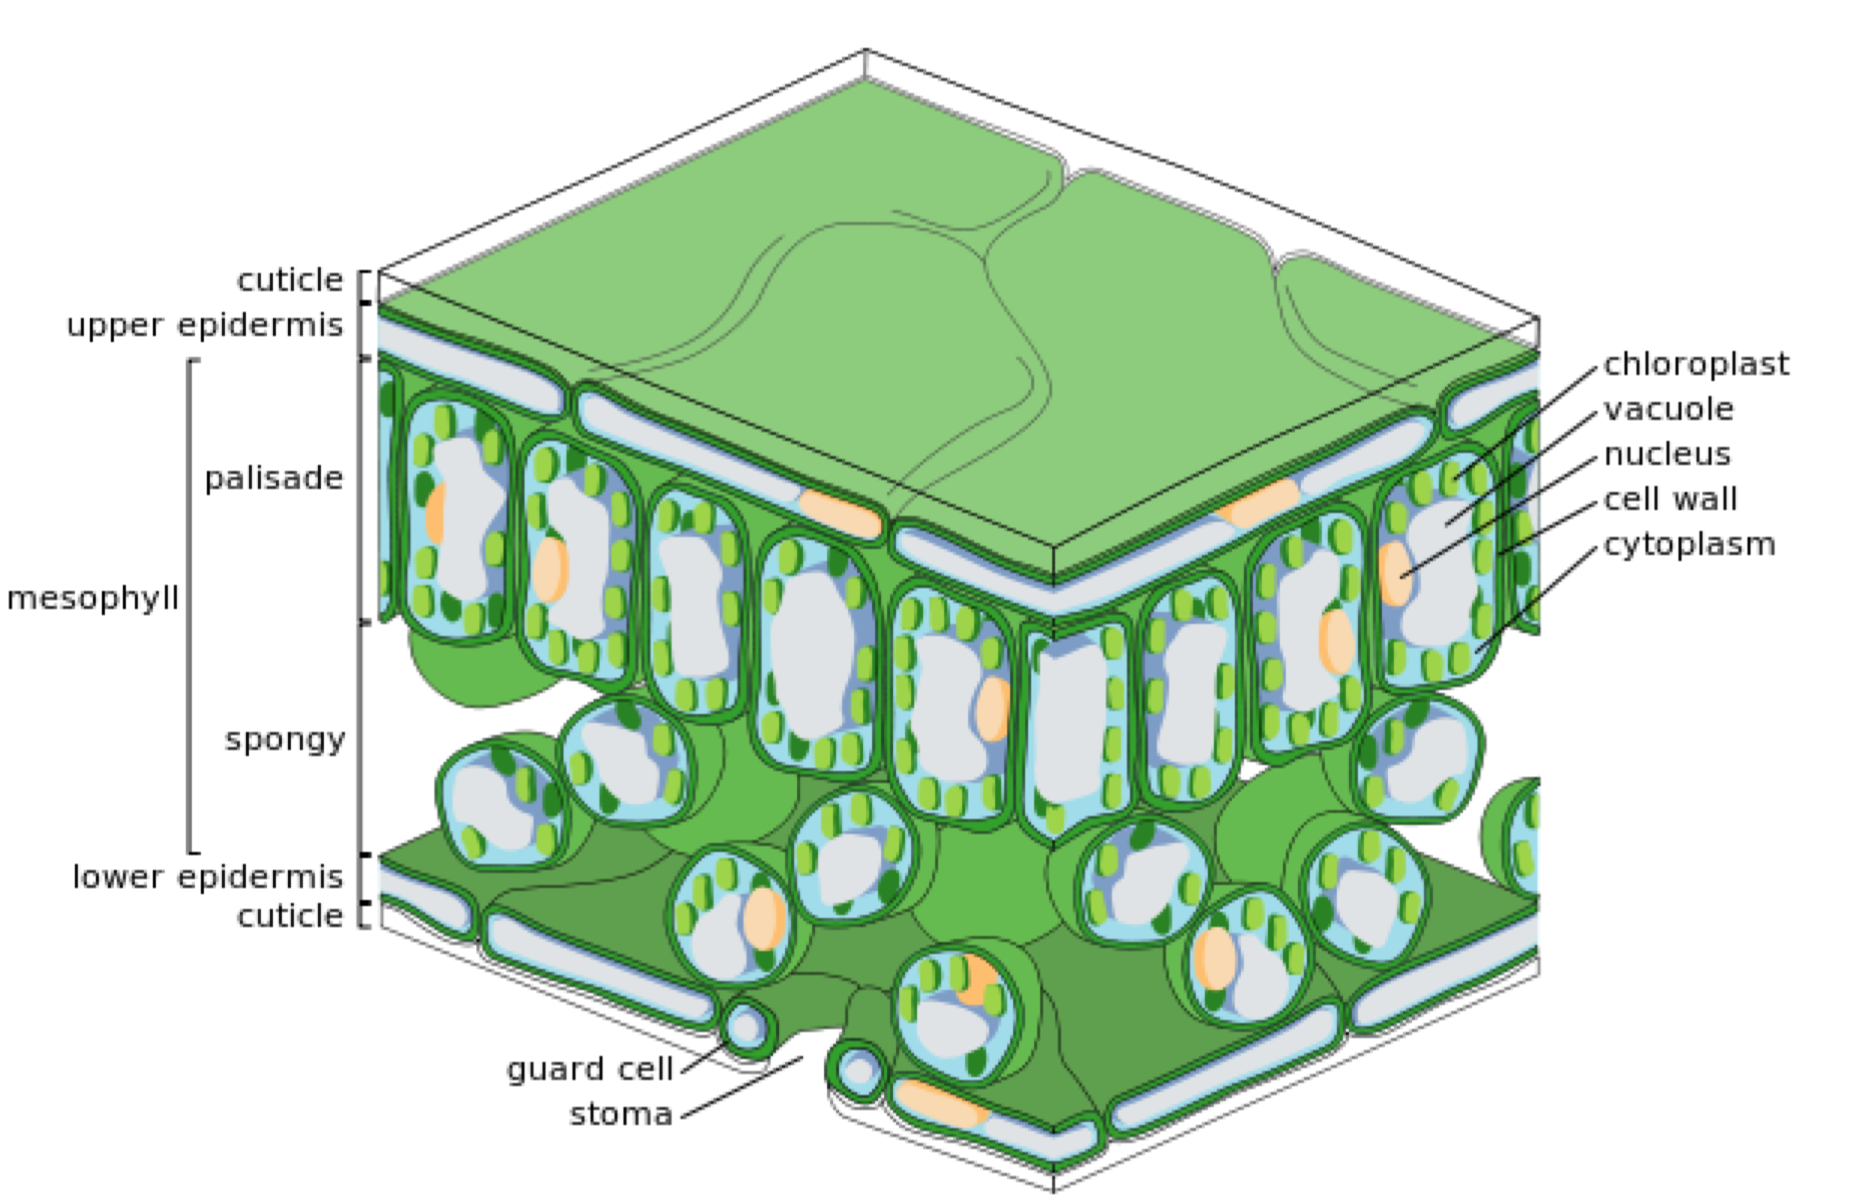 cuticle
upper epidermis
palisade
mesophyll
spongy
lower epidermis
cuticle
guard cell
stoma
chloroplast
vacuole
nucleus
cell wall
cytoplasm